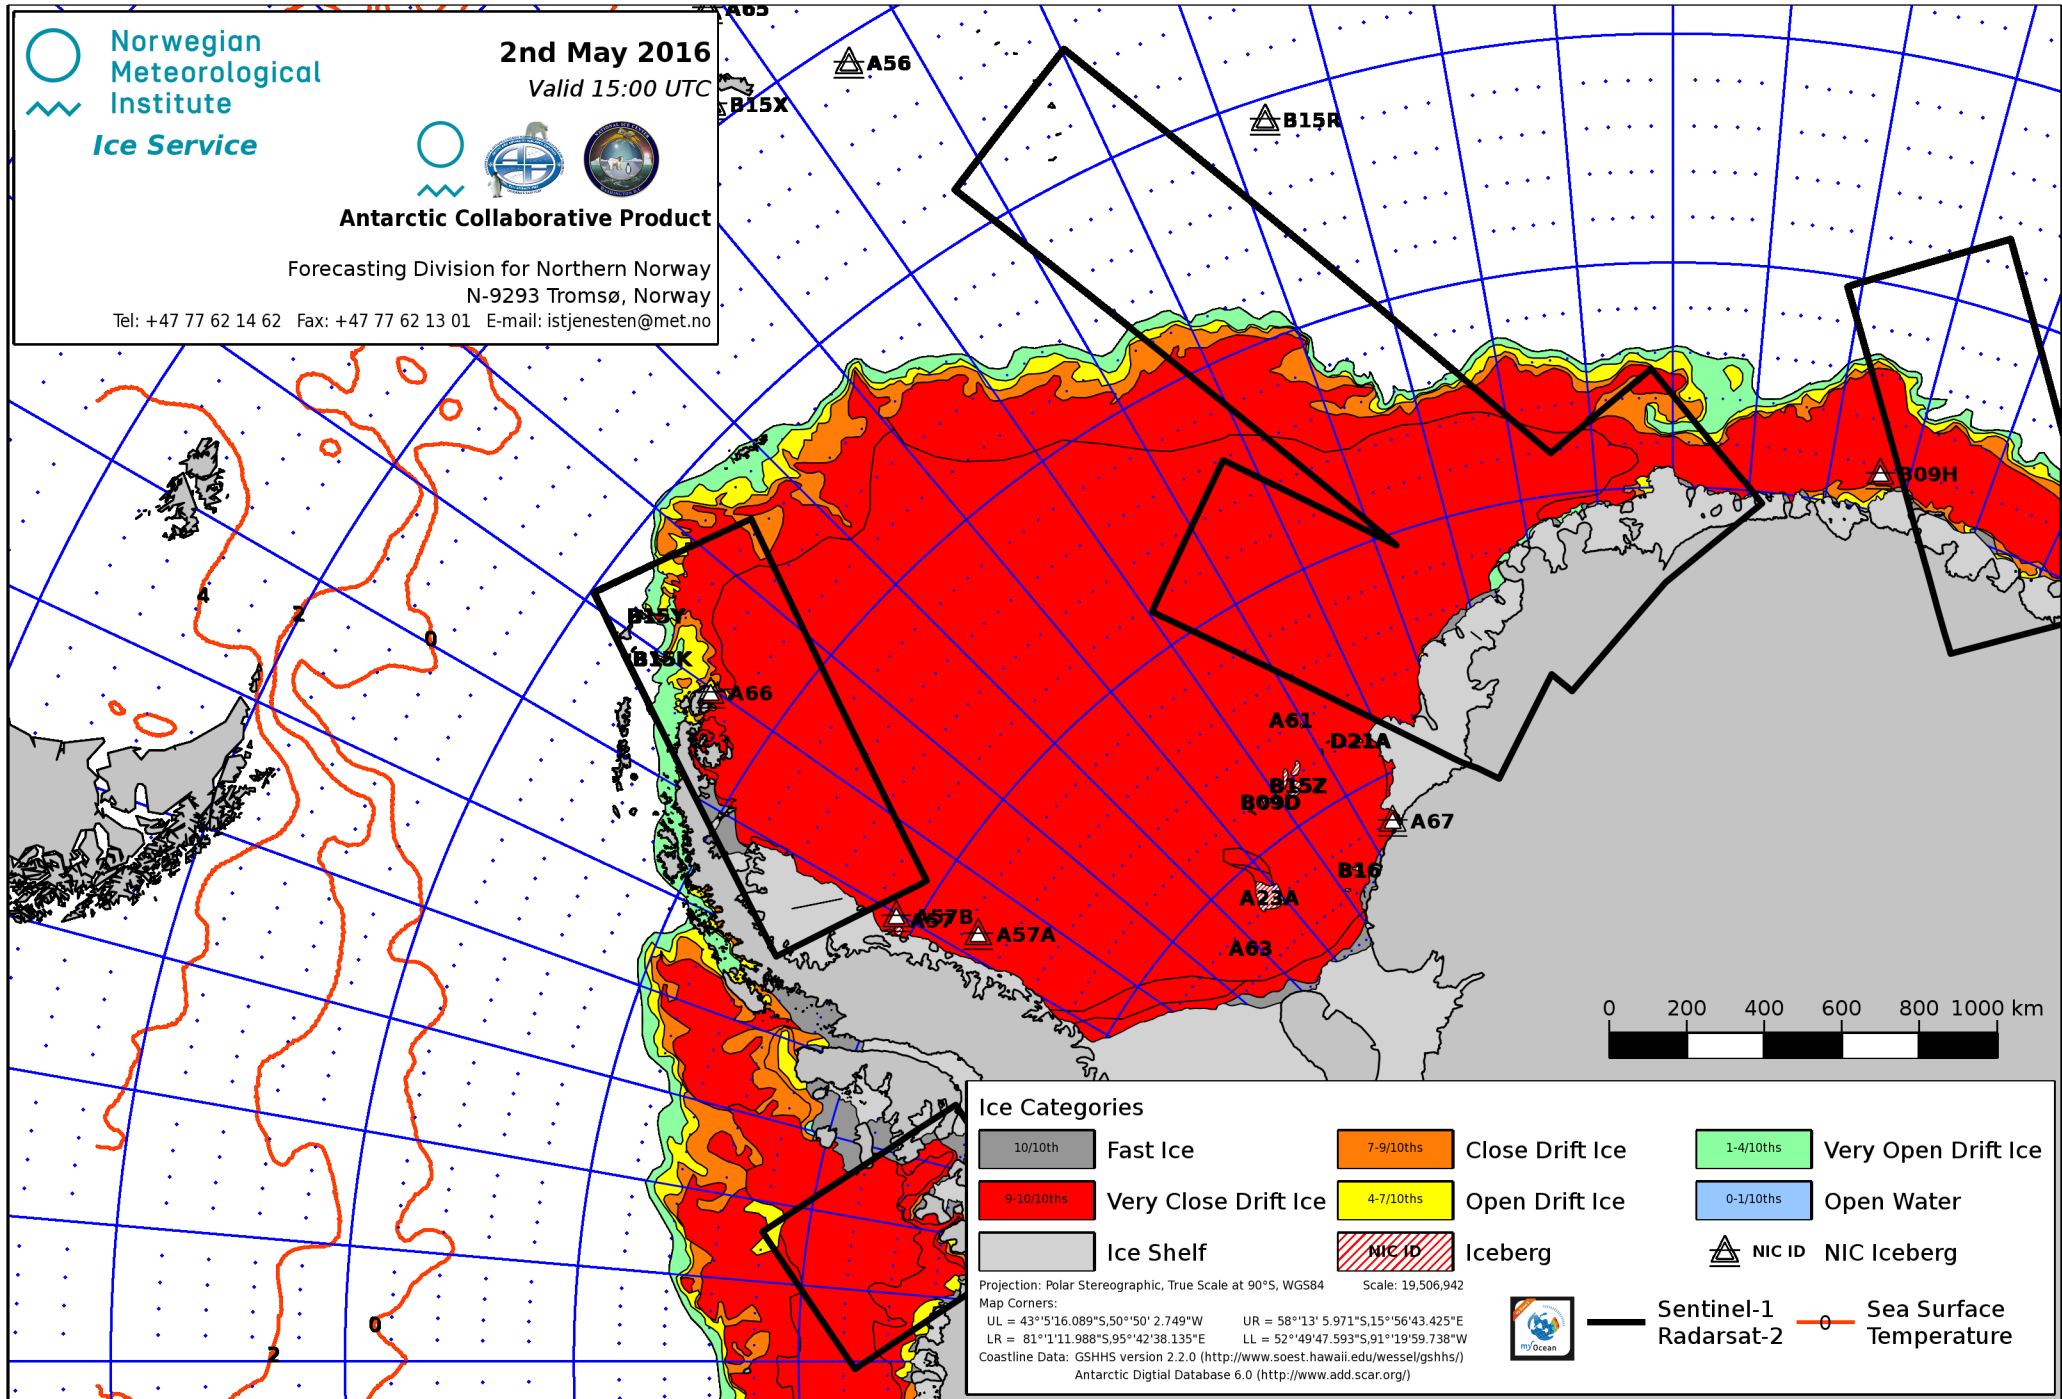 Norwegian
Meteorological
Institute
Ice Service
2nd May 2016
Valid 15:00 UTC
Antarctic Collaborative Product
Forecasting Division for Northern Norway
N-9293 Tromsø, Norway
Tel: +47 77 62 14 62 Fax: +47 77 62 13 01 E-mail: istjenesten@met.no
A65
A56
B15X
B15R
B09H
4
2
0
B15Y
B15K
A66
A61
D21A
B15Z
B09D
A67
B16
A23A
A57B
A57
A57A
A63
0 200 400 600 800 1000 km
0
2
Ice Categories
10/10th Fast Ice
7-9/10ths Close Drift Ice
1-4/10ths Very Open Drift Ice
9-10/10ths Very Close Drift Ice
4-7/10ths Open Drift Ice
0-1/10ths Open Water
Ice Shelf
NIC ID Iceberg
NIC ID NIC Iceberg
Projection: Polar Stereographic, True Scale at 90°S, WGS84 Scale: 19,506,942
Map Corners:
UL = 43°5'16.089"S,50°50' 2.749"W UR = 58°13' 5.971"S,15°56'43.425"E
LR = 81°1'11.988"S,95°42'38.135"E LL = 52°49'47.593"S,91°19'59.738"W
Coastline Data: GSHHS version 2.2.0 (http://www.soest.hawaii.edu/wessel/gshhs/)
Antarctic Digtial Database 6.0 (http://www.add.scar.org/)
myOcean
Sentinel-1
Radarsat-2
0
Sea Surface
Temperature